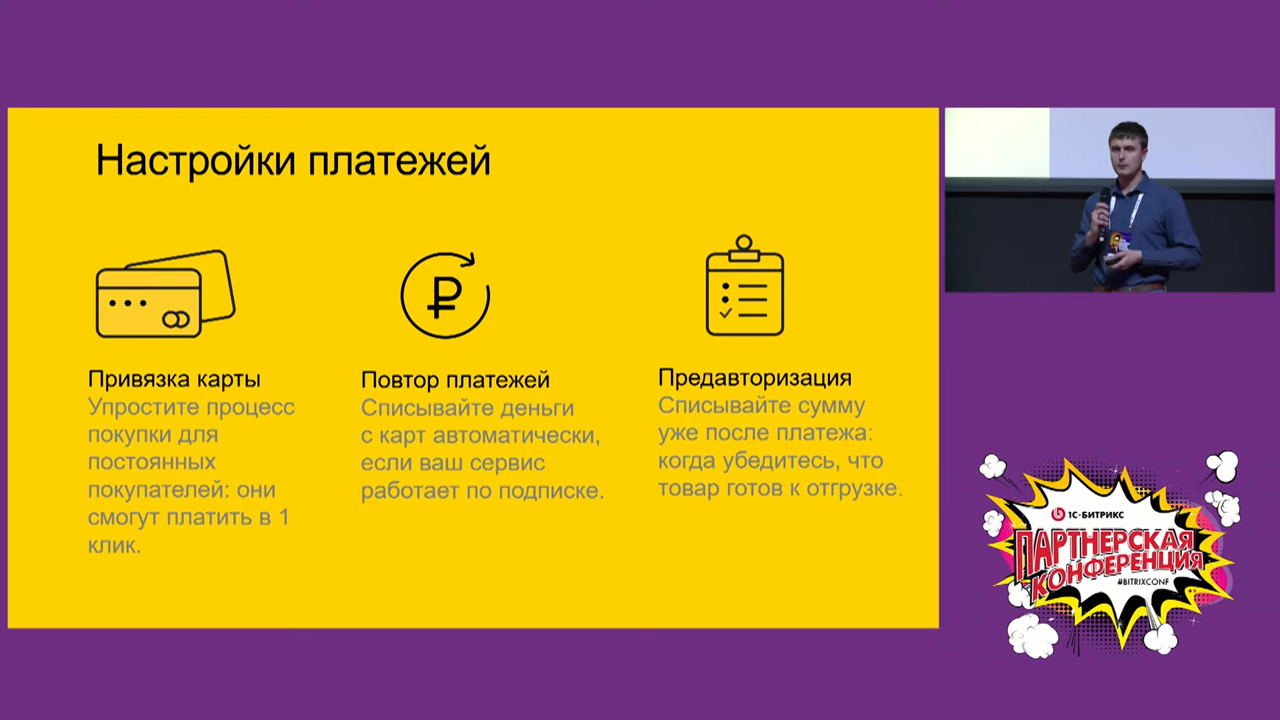 Настройки платежей
Привязка карты
Упростите процесс
покупки для
постоянных
покупателей: они
смогут платить в 1
клик.
Повтор платежей
Списывайте деньги
с карт автоматически,
если ваш сервис
работает по подписке.
Предавторизация
Списывайте сумму
уже после платежа:
когда убедитесь, что
товар готов к отгрузке.
1С-БИТРИКС
ПАРТНЕРСКАЯ
КОНФЕРЕНЦИЯ
#BITRIXCONF